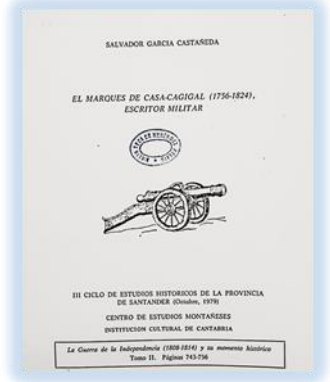 SALVADOR GARCIA CASTAÑEDA
EL MARQUES DE CASA-CAGIGAL (1756-1824),
ESCRITOR MILITAR
III CICLO DE ESTUDIOS HISTORICOS DE LA PROVINCIA
DE SANTANDER (Octubre, 1979)
CENTRO DE ESTUDIOS MONTAÑESES
INSTITUCION CULTURAL DE CANTABRIA
La Guerra de la Independencia (1808-1814) y su momento histórico
Tomo II. Páginas 743-756